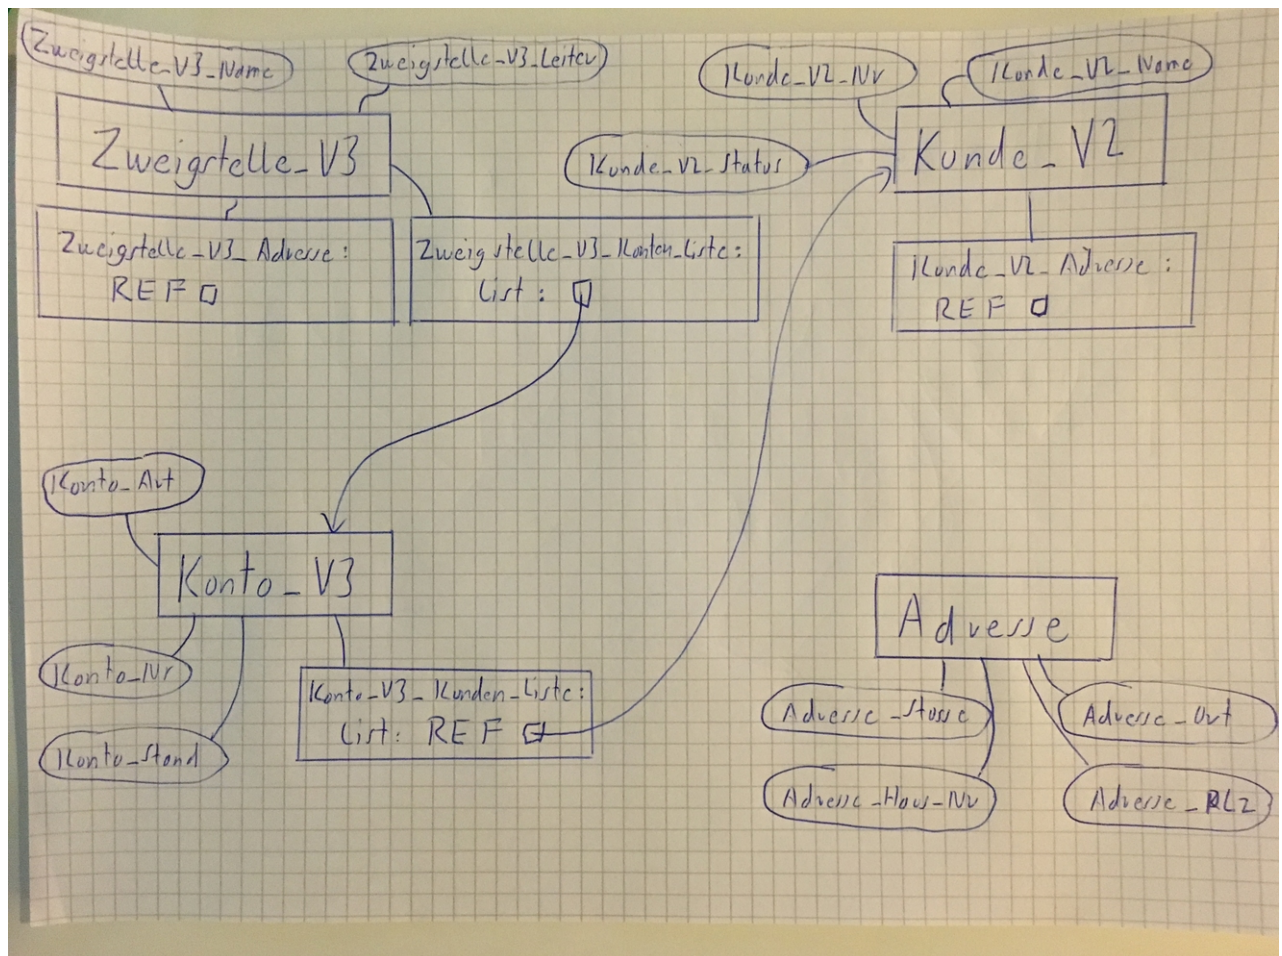 Zweigstelle_V3_Name
Zweigstelle_V3_Leiter
Kunde_V2_Nr
Kunde_V2_Name
Zweigstelle_V3
Kunde_V2_Status
Kunde_V2
Zweigstelle_V3_Adresse:
REF
Zweigstelle_V3_Konten_Liste:
List:
Kunde_V2_Adresse:
REF
Konto_Art
Konto_V3
Adresse
Konto_Nr
Konto_V3_Kunden_Liste:
List: REF
Konto_Stand
Adresse_Stasse
Adresse_Ort
Adresse_Haus_Nr
Adresse_PLZ